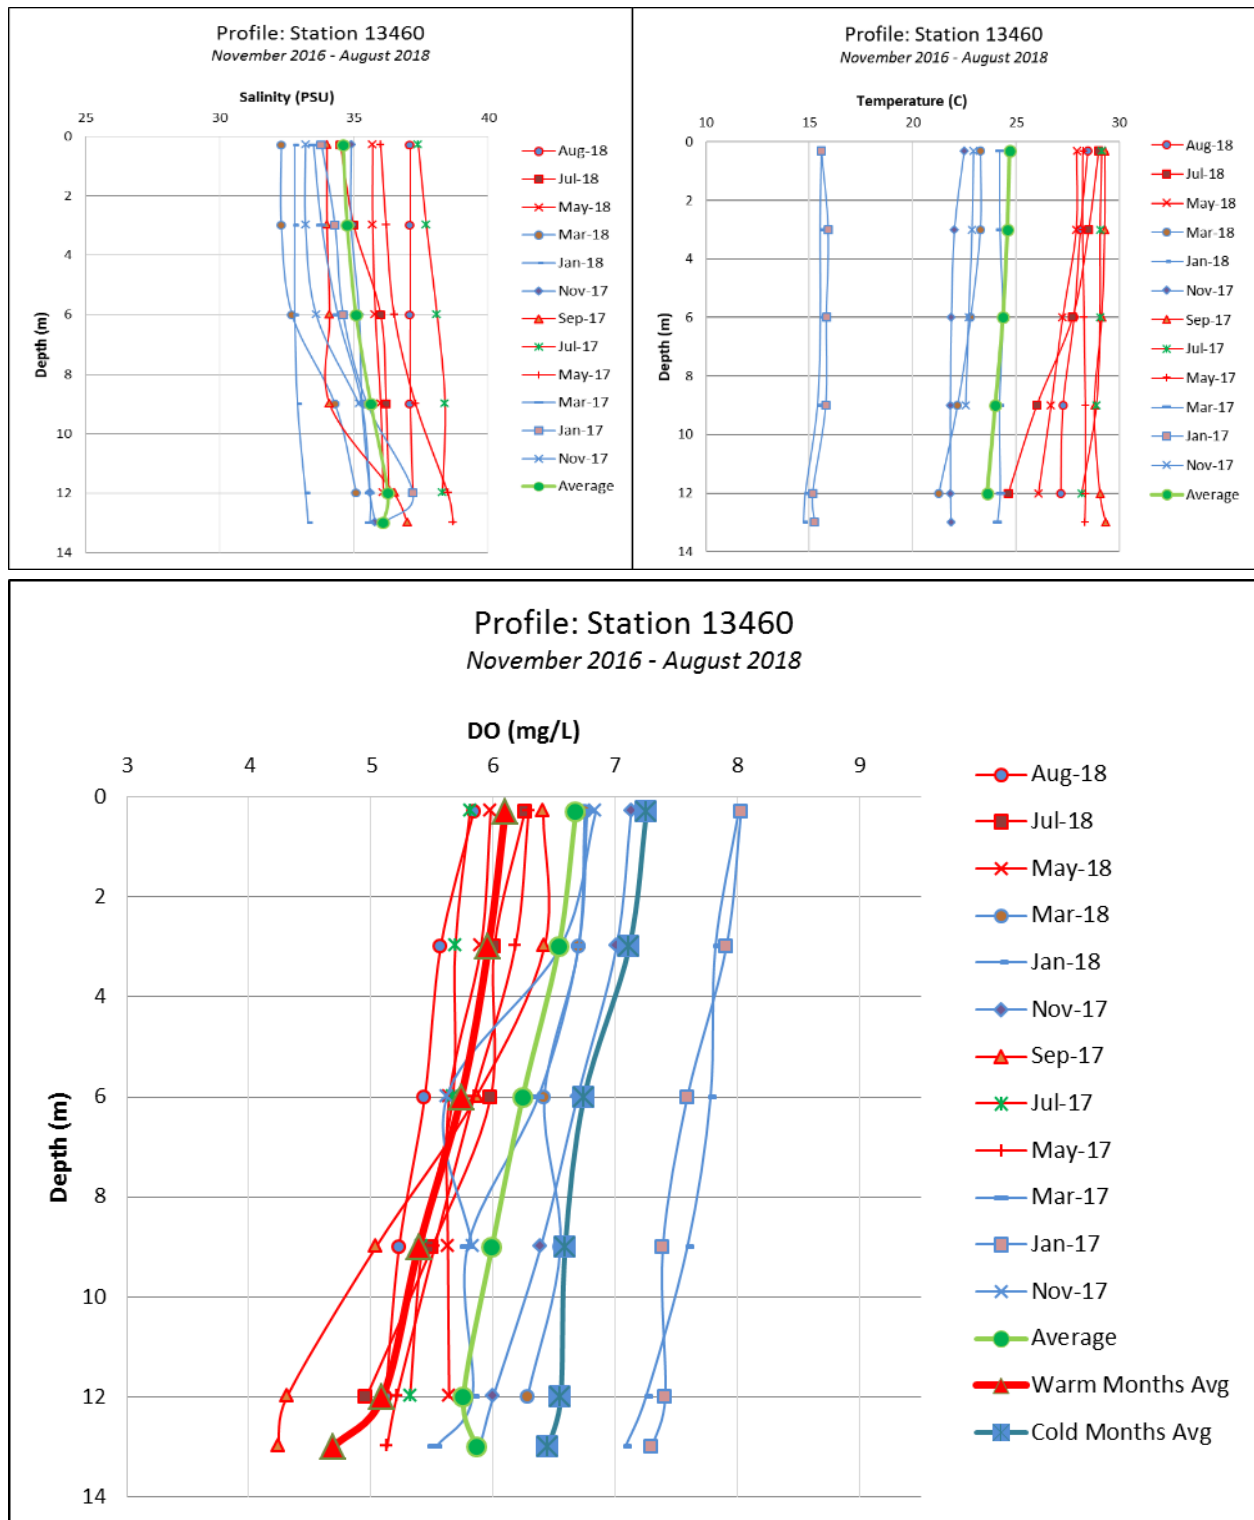 Profile: Station 13460
November 2016 - August 2018
Salinity (PSU)
25 30 35 40
0
2
4
6
8
10
12
14
Depth (m)
Aug-18
Jul-18
May-18
Mar-18
Jan-18
Nov-17
Sep-17
Jul-17
May-17
Mar-17
Jan-17
Nov-17
Average
Profile: Station 13460
November 2016 - August 2018
Temperature (C)
10 15 20 25 30
0
2
4
6
8
10
12
14
Depth (m)
Aug-18
Jul-18
May-18
Mar-18
Jan-18
Nov-17
Sep-17
Jul-17
May-17
Mar-17
Jan-17
Nov-17
Average
Profile: Station 13460
November 2016 - August 2018
DO (mg/L)
3 4 5 6 7 8 9
0
2
4
6
8
10
12
14
Depth (m)
Aug-18
Jul-18
May-18
Mar-18
Jan-18
Nov-17
Sep-17
Jul-17
May-17
Mar-17
Jan-17
Nov-17
Average
Warm Months Avg
Cold Months Avg